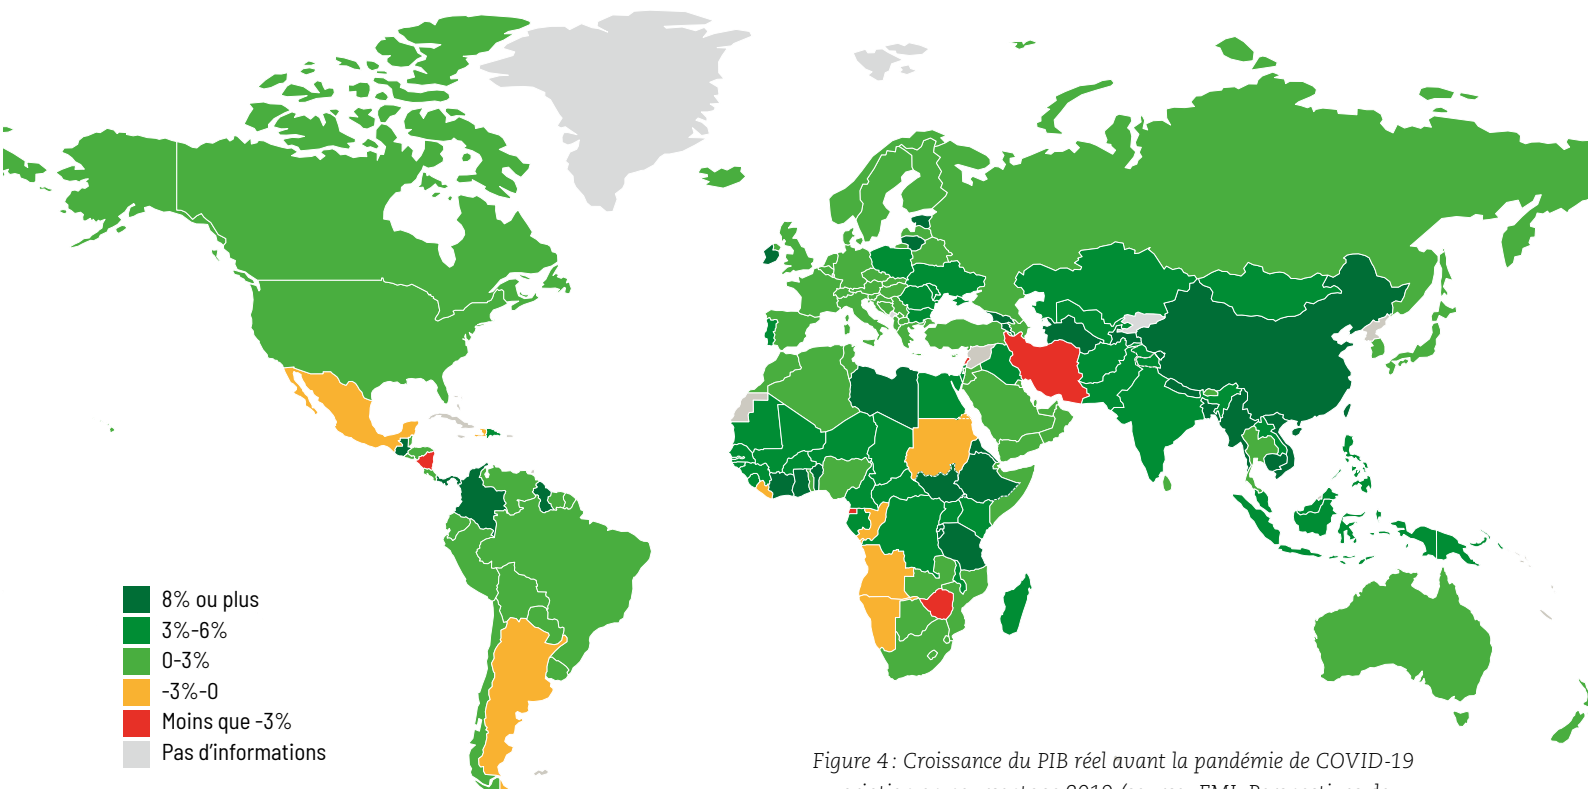 8% ou plus
3%-6%
0-3%
-3%-0
Moins que -3%
Pas d'informations
Figure 4 : Croissance du PIB réel avant la pandémie de COVID-19